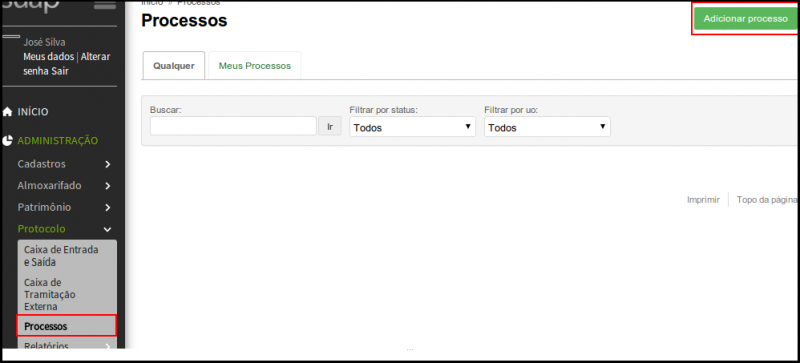 suap
José Silva
Meus dados | Alterar
senha Sair
INÍCIO
ADMINISTRAÇÃO
Cadastros
Almoxarifado
Patrimônio
Protocolo
Caixa de Entrada
e Saída
Caixa de
Tramitação
Externa
Processos
Relatórios
Início » Processos
Processos
Adicionar processo
Qualquer
Meus Processos
Buscar:
Ir
Filtrar por status:
Todos
Filtrar por uo:
Todos
Imprimir
Topo da página
...